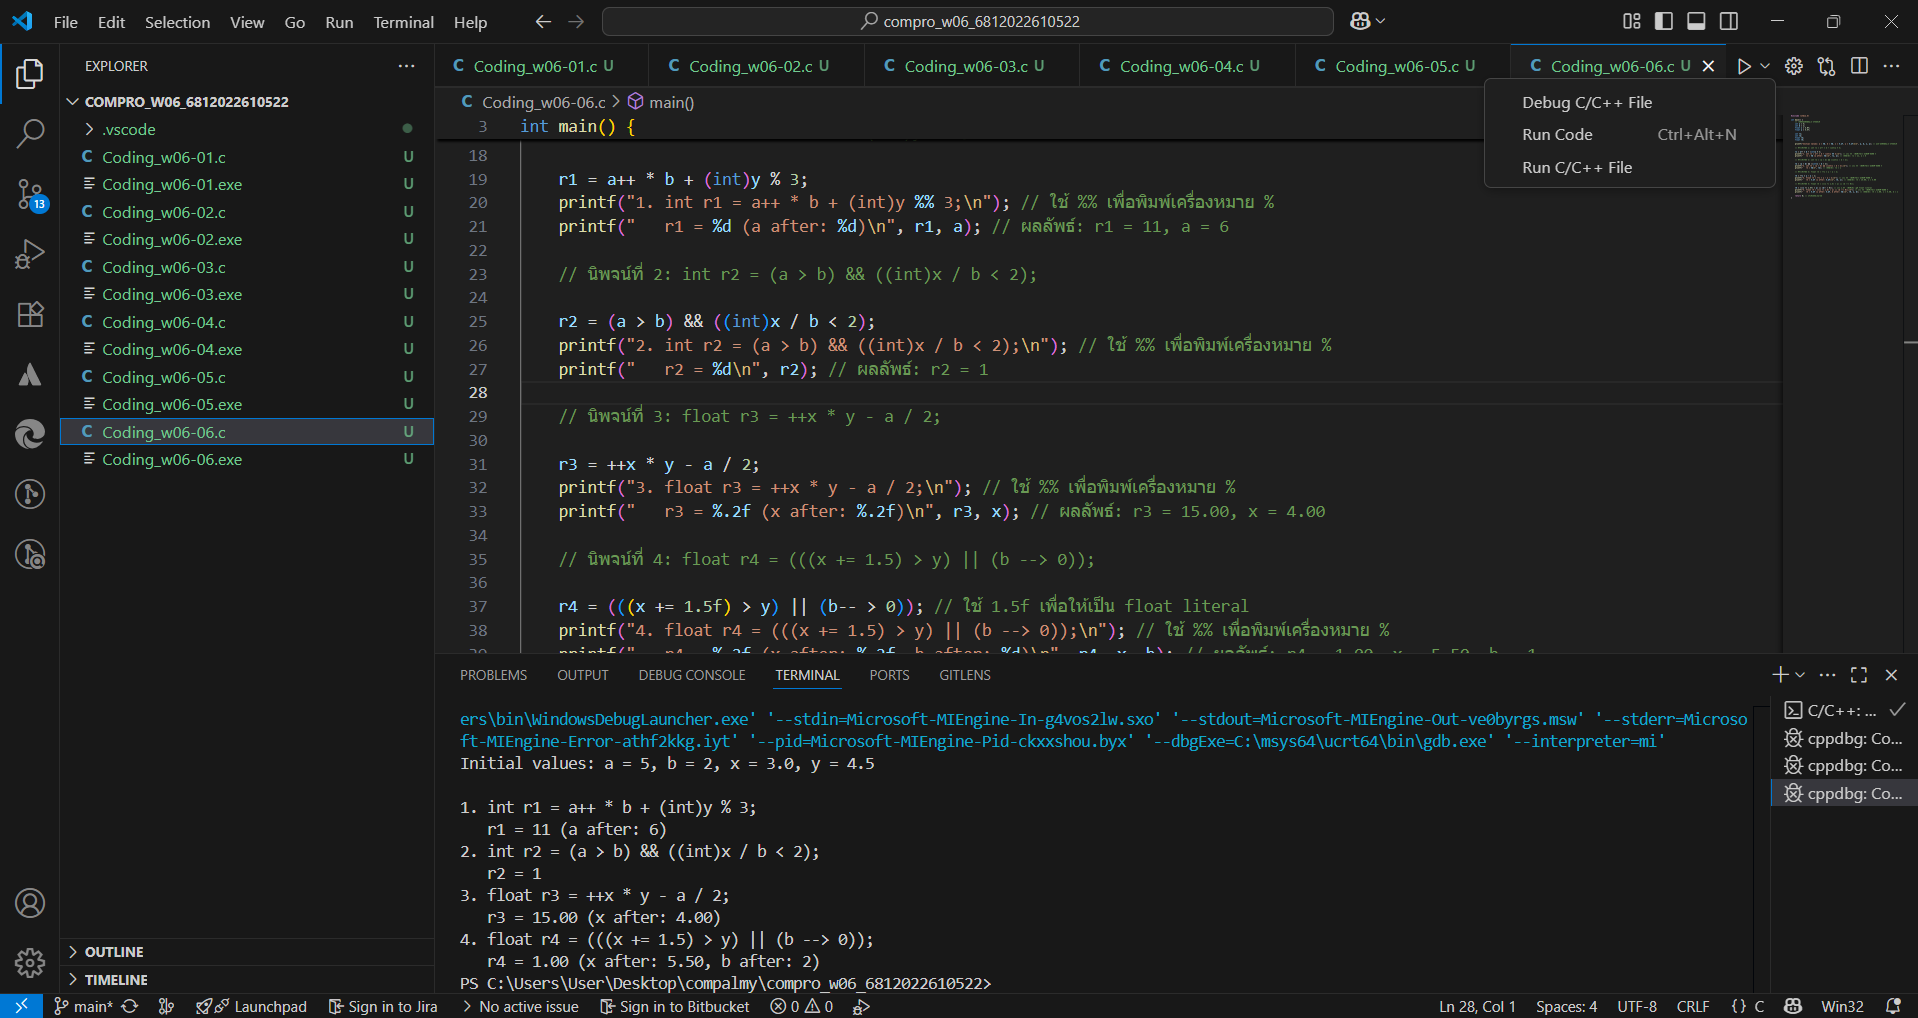 File Edit Selection View Go Run Terminal Help
compro_w06_6812022610522
EXPLORER
COMPRO_W06_6812022610522
.vscode
Coding_w06-01.c U
Coding_w06-01.exe U
Coding_w06-02.c U
Coding_w06-02.exe U
Coding_w06-03.c U
Coding_w06-03.exe U
Coding_w06-04.c U
Coding_w06-04.exe U
Coding_w06-05.c U
Coding_w06-05.exe U
Coding_w06-06.c U
Coding_w06-06.exe U
13
OUTLINE
TIMELINE
Coding_w06-01.c U Coding_w06-02.c U Coding_w06-03.c U Coding_w06-04.c U Coding_w06-05.c U Coding_w06-06.c U
Coding_w06-06.c > main()
Debug C/C++ File
Run Code Ctrl+Alt+N
Run C/C++ File
3 int main() {
18
19 r1 = a++ * b + (int)y % 3;
20 printf("1. int r1 = a++ * b + (int)y %% 3;\n"); // ใช้ %% เพื่อพิมพ์เครื่องหมาย %
21 printf("   r1 = %d (a after: %d)\n", r1, a); // ผลลัพธ์: r1 = 11, a = 6
22
23 // นิพจน์ที่ 2: int r2 = (a > b) && ((int)x / b < 2);
24
25 r2 = (a > b) && ((int)x / b < 2);
26 printf("2. int r2 = (a > b) && ((int)x / b < 2);\n"); // ใช้ %% เพื่อพิมพ์เครื่องหมาย %
27 printf("   r2 = %d\n", r2); // ผลลัพธ์: r2 = 1
28
29 // นิพจน์ที่ 3: float r3 = ++x * y - a / 2;
30
31 r3 = ++x * y - a / 2;
32 printf("3. float r3 = ++x * y - a / 2;\n"); // ใช้ %% เพื่อพิมพ์เครื่องหมาย %
33 printf("   r3 = %.2f (x after: %.2f)\n", r3, x); // ผลลัพธ์: r3 = 15.00, x = 4.00
34
35 // นิพจน์ที่ 4: float r4 = (((x += 1.5) > y) || (b --> 0));
36
37 r4 = (((x += 1.5f) > y) || (b-- > 0)); // ใช้ 1.5f เพื่อให้เป็น float literal
38 printf("4. float r4 = (((x += 1.5) > y) || (b --> 0));\n"); // ใช้ %% เพื่อพิมพ์เครื่องหมาย %
PROBLEMS OUTPUT DEBUG CONSOLE TERMINAL PORTS GITLENS
ers\bin\WindowsDebugLauncher.exe' '--stdin=Microsoft-MIEngine-In-g4vos2lw.sxo' '--stdout=Microsoft-MIEngine-Out-ve0byrgs.msw' '--stderr=Microso
ft-MIEngine-Error-athf2kkg.iyt' '--pid=Microsoft-MIEngine-Pid-ckxxshou.byx' '--dbgExe=C:\msys64\ucrt64\bin\gdb.exe' '--interpreter=mi'
Initial values: a = 5, b = 2, x = 3.0, y = 4.5
1. int r1 = a++ * b + (int)y % 3;
r1 = 11 (a after: 6)
2. int r2 = (a > b) && ((int)x / b < 2);
r2 = 1
3. float r3 = ++x * y - a / 2;
r3 = 15.00 (x after: 4.00)
4. float r4 = (((x += 1.5) > y) || (b --> 0));
r4 = 1.00 (x after: 5.50, b after: 2)
PS C:\Users\User\Desktop\compalmy\compro_w06_6812022610522>
C/C++: ...
cppdbg: Co...
cppdbg: Co...
cppdbg: Co...
main* Launchpad Sign in to Jira No active issue Sign in to Bitbucket 0 0 Ln 28, Col 1 Spaces: 4 UTF-8 CRLF {} C Win32